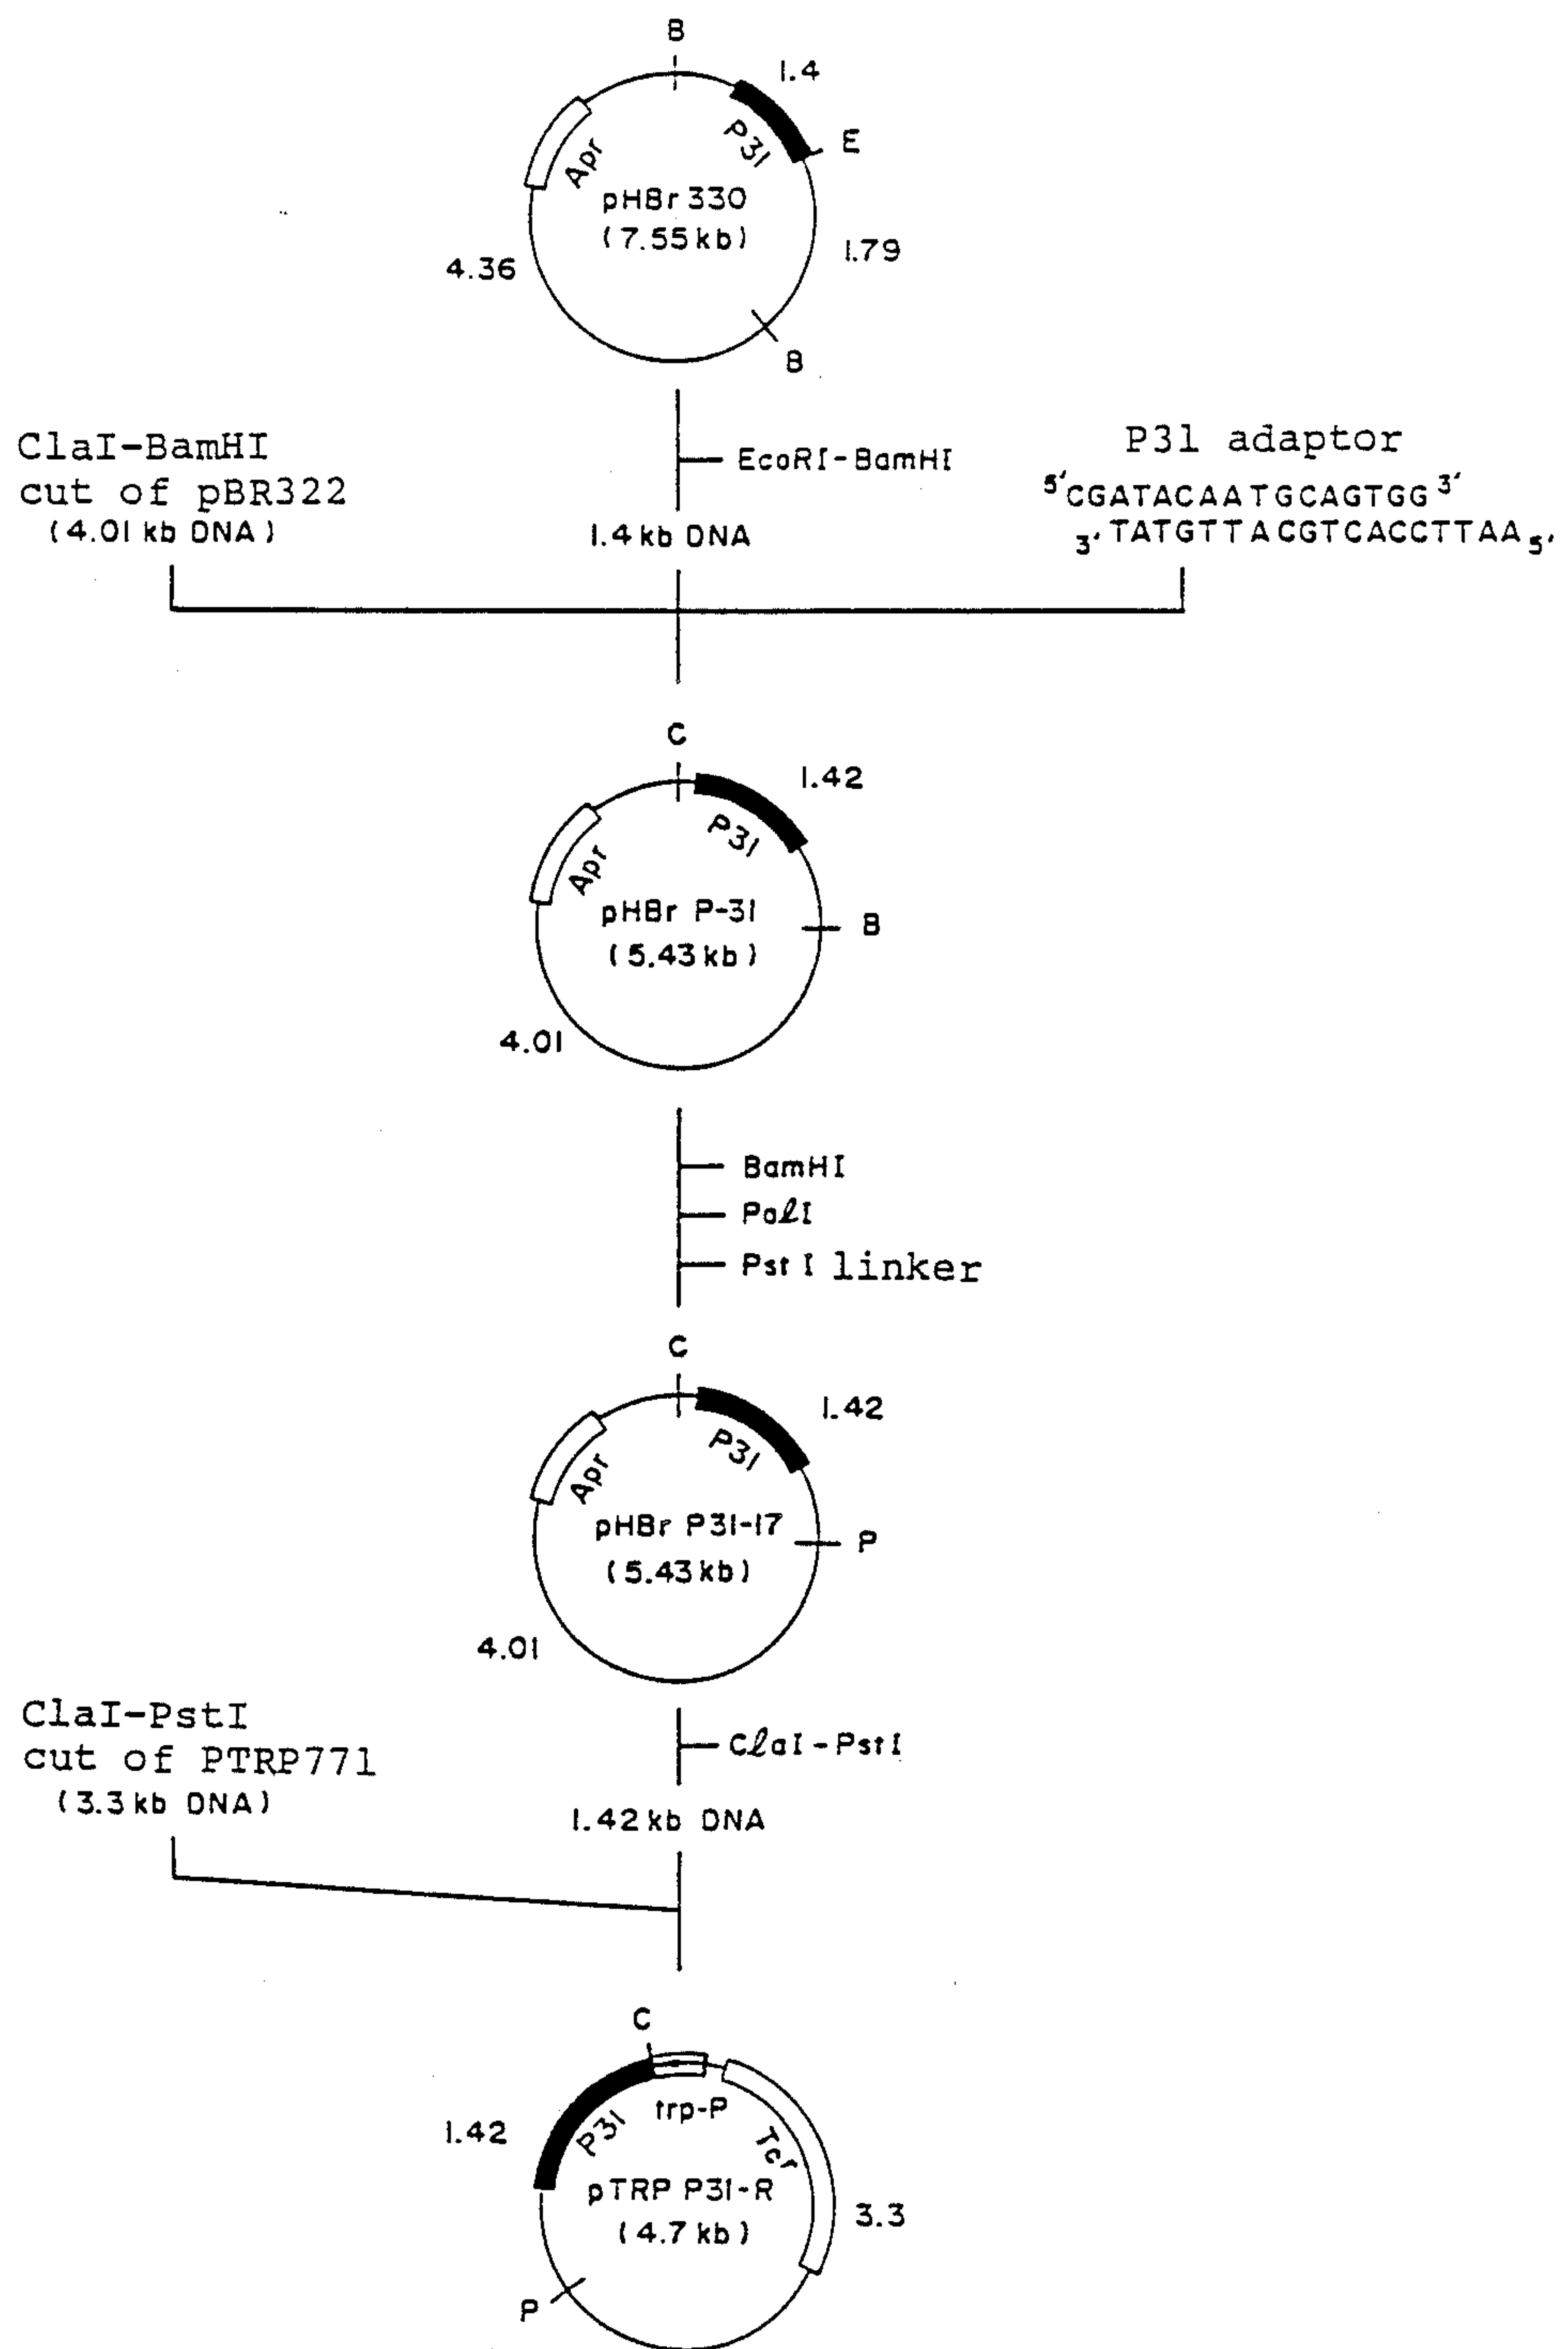 B
1.4
P31
E
Apr
pHBr 330
(7.55 kb)
4.36
1.79
B
ClaI-BamHI
cut of pBR322
(4.01 kb DNA)
EcoRI-BamHI
1.4 kb DNA
P31 adaptor
5'CGATACAATGCAGTGG3'
3'TATGTTACGTCACCTTAA5'
C
1.42
P31
Apr
pHBr P-31
(5.43 kb)
B
4.01
BamHI
PolI
Pst I linker
C
1.42
P31
Apr
pHBr P31-17
(5.43 kb)
P
4.01
ClaI-PstI
cut of PTRP771
(3.3 kb DNA)
ClaI-PstI
1.42 kb DNA
C
1.42
P31
trp-P
Tcr
pTRP P31-R
(4.7 kb)
3.3
P